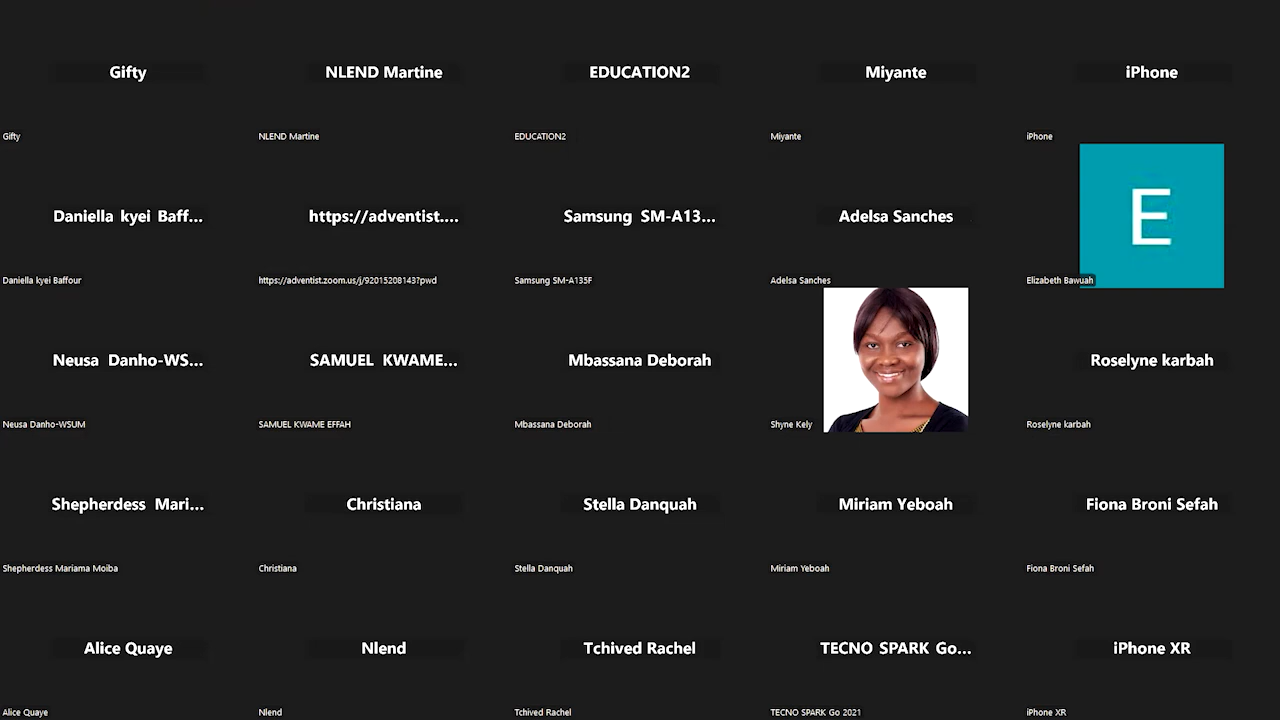 Gifty
NLEND Martine
EDUCATION2
Miyante
iPhone
Gifty
NLEND Martine
EDUCATION2
Miyante
iPhone
Daniella kyei Baff...
https://adventist....
Samsung SM-A13...
Adelsa Sanches
E
Daniella kyei Baffour
https://adventist.zoom.us/j/92015208143?pwd
Samsung SM-A135F
Adelsa Sanches
Elizabeth Bawuah
Neusa Danho-WS...
SAMUEL KWAME...
Mbassana Deborah
Roselyne karbah
Neusa Danho-WSUM
SAMUEL KWAME EFFAH
Mbassana Deborah
Shyne Kely
Roselyne karbah
Shepherdess Mari...
Christiana
Stella Danquah
Miriam Yeboah
Fiona Broni Sefah
Shepherdess Mariama Moiba
Christiana
Stella Danquah
Miriam Yeboah
Fiona Broni Sefah
Alice Quaye
Nlend
Tchived Rachel
TECNO SPARK Go...
iPhone XR
Alice Quaye
Nlend
Tchived Rachel
TECNO SPARK Go 2021
iPhone XR